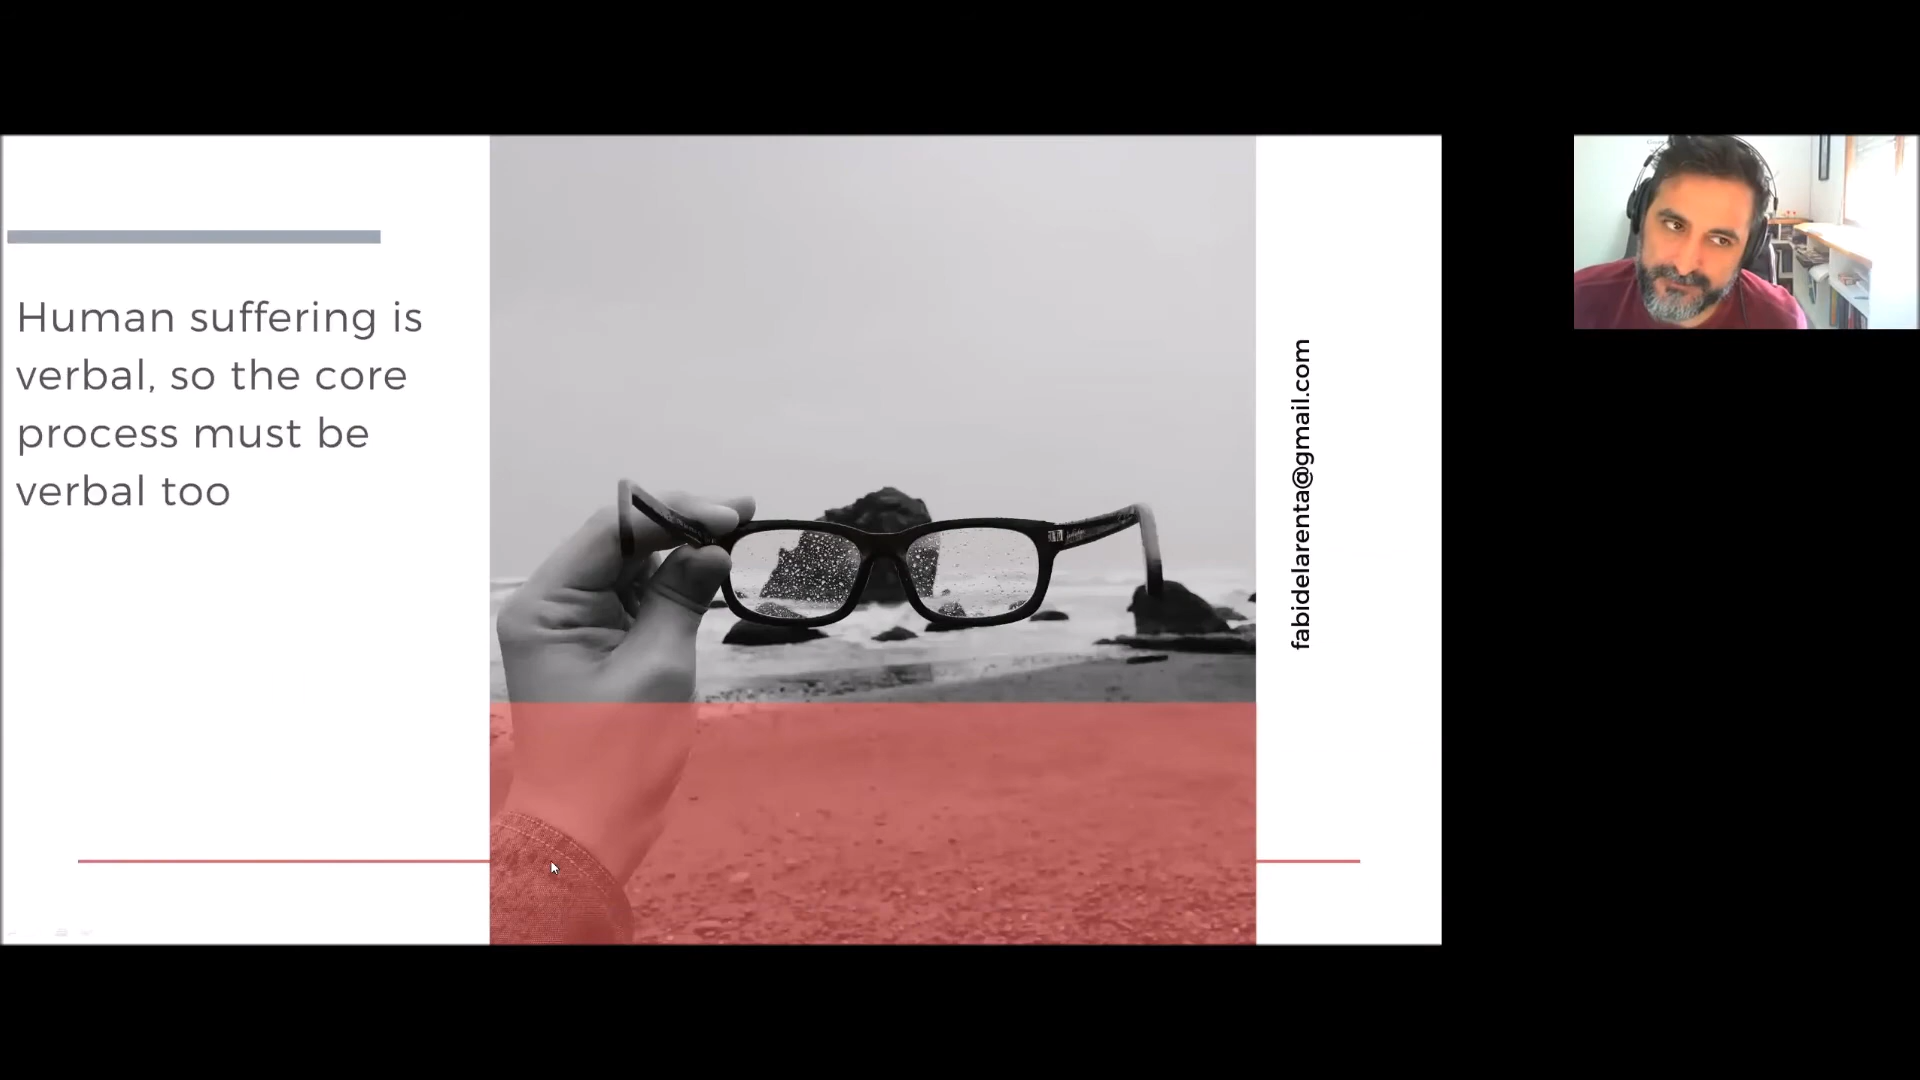 Human suffering is
verbal, so the core
process must be
verbal too
fabidelarenta@gmail.com